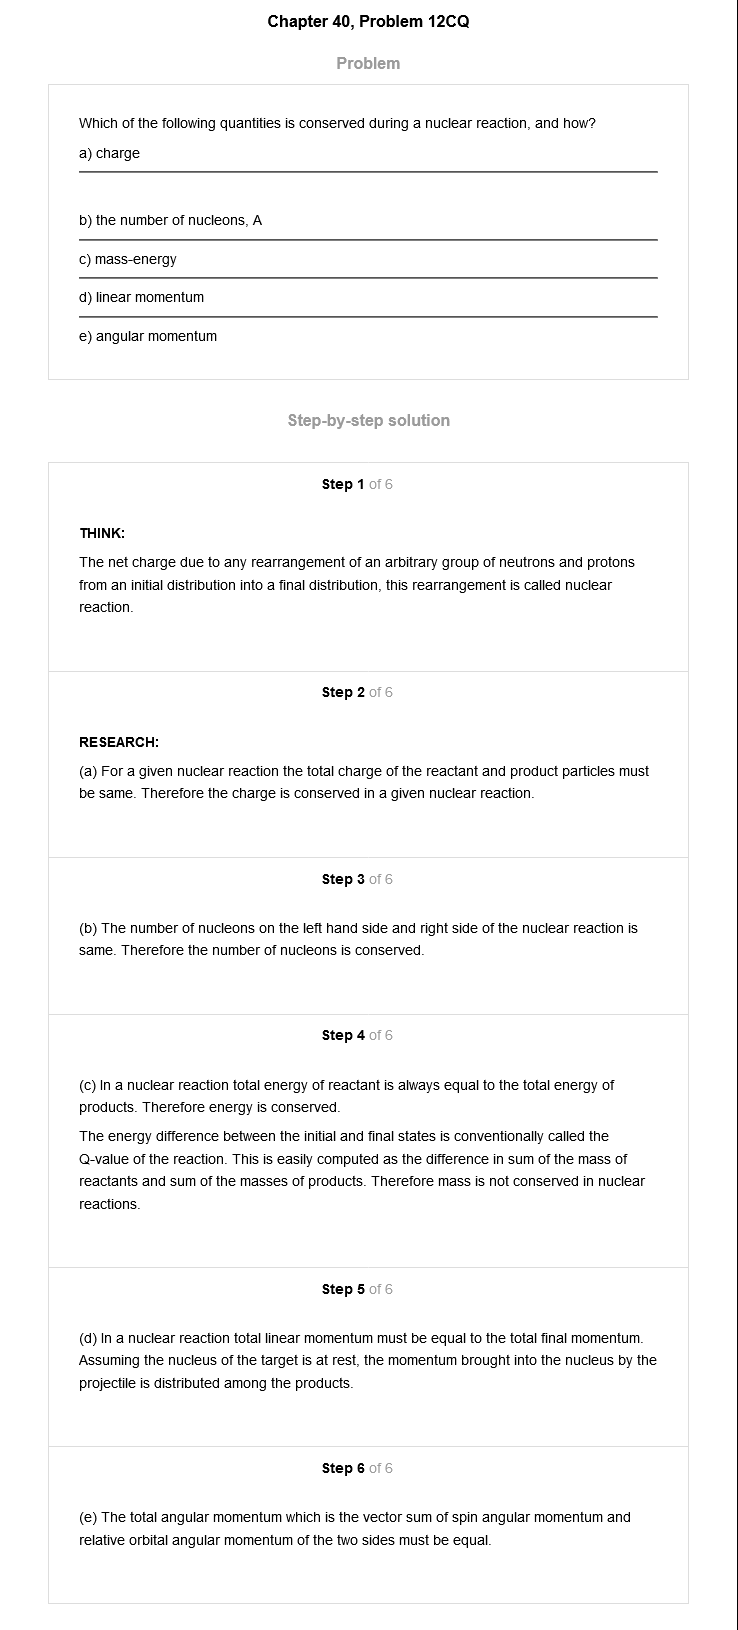 Chapter 40, Problem 12CQ
Problem
Which of the following quantities is conserved during a nuclear reaction, and how?
a) charge
b) the number of nucleons, A
c) mass-energy
d) linear momentum
e) angular momentum
Step-by-step solution
Step 1 of 6
THINK:
The net charge due to any rearrangement of an arbitrary group of neutrons and protons
from an initial distribution into a final distribution, this rearrangement is called nuclear
reaction.
Step 2 of 6
RESEARCH:
(a) For a given nuclear reaction the total charge of the reactant and product particles must
be same. Therefore the charge is conserved in a given nuclear reaction.
Step 3 of 6
(b) The number of nucleons on the left hand side and right side of the nuclear reaction is
same. Therefore the number of nucleons is conserved.
Step 4 of 6
(c) In a nuclear reaction total energy of reactant is always equal to the total energy of
products. Therefore energy is conserved.
The energy difference between the initial and final states is conventionally called the
Q-value of the reaction. This is easily computed as the difference in sum of the mass of
reactants and sum of the masses of products. Therefore mass is not conserved in nuclear
reactions.
Step 5 of 6
(d) In a nuclear reaction total linear momentum must be equal to the total final momentum.
Assuming the nucleus of the target is at rest, the momentum brought into the nucleus by the
projectile is distributed among the products.
Step 6 of 6
(e) The total angular momentum which is the vector sum of spin angular momentum and
relative orbital angular momentum of the two sides must be equal.